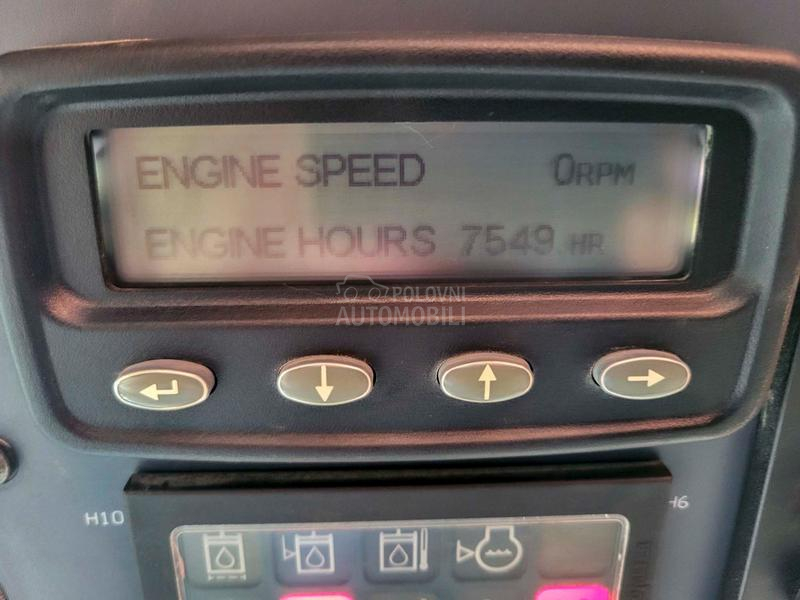 ENGINE SPEED 0RPM
ENGINE HOURS 7549 HR
POLOVNI
AUTOMOBILI
H10
H6